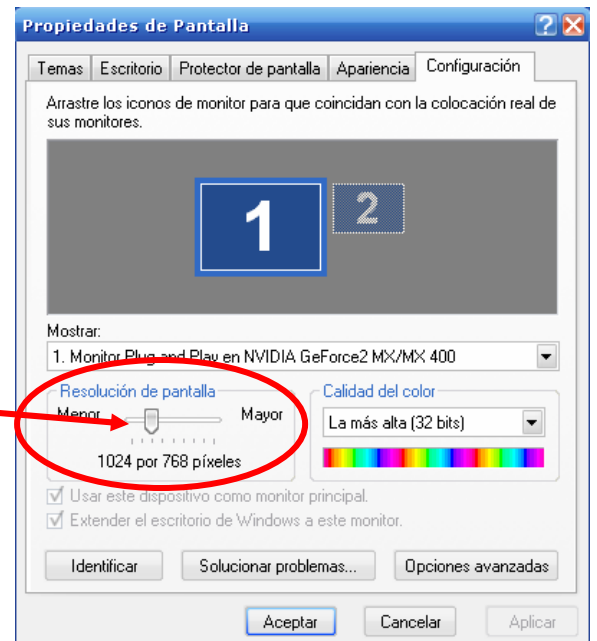 Propiedades de Pantalla
Temas Escritorio Protector de pantalla Apariencia Configuración
Arrastre los iconos de monitor para que coincidan con la colocación real de
sus monitores.
1 2
Mostrar:
1. Monitor Plug and Play en NVIDIA GeForce2 MX/MX 400
Resolución de pantalla Calidad del color
Menor Mayor La más alta (32 bits)
1024 por 768 píxeles
Usar este dispositivo como monitor principal.
Extender el escritorio de Windows a este monitor.
Identificar Solucionar problemas... Opciones avanzadas
Aceptar Cancelar Aplicar